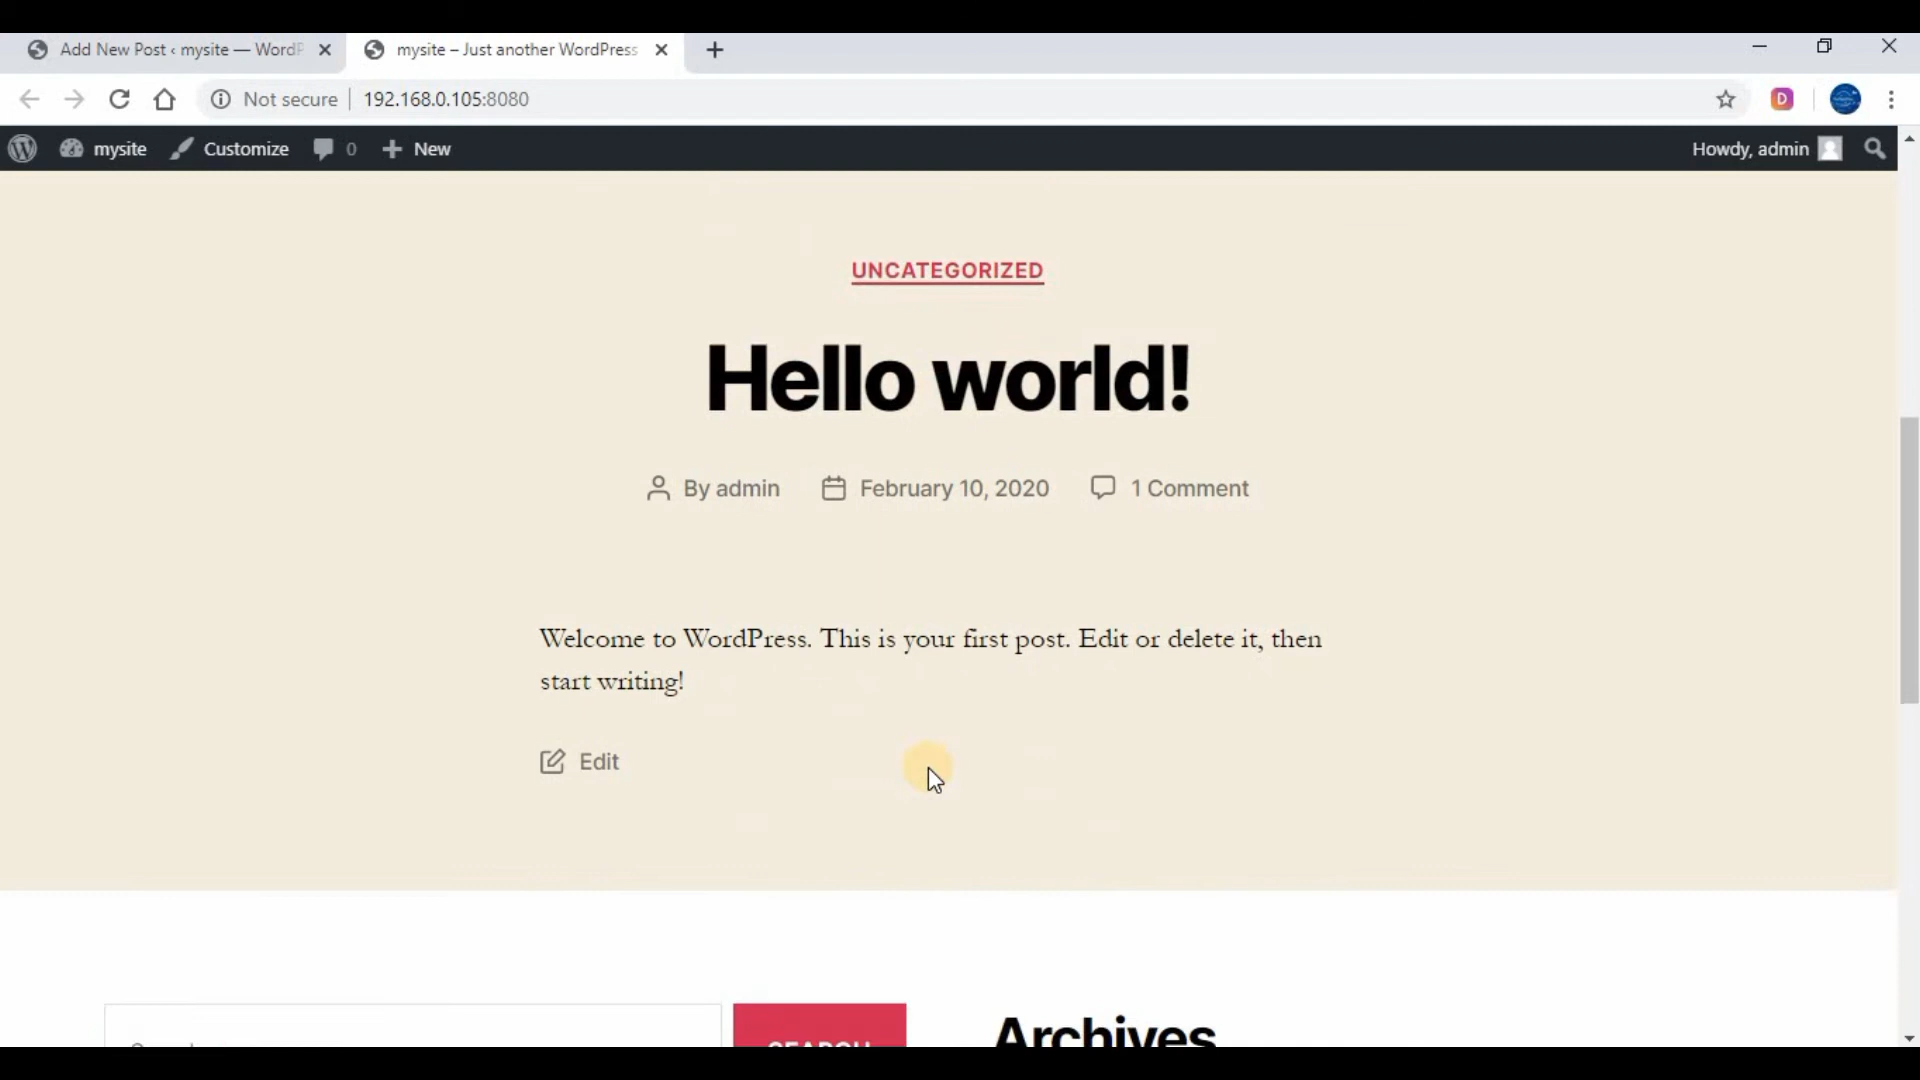 Add New Post ‹ mysite — WordP
mysite – Just another WordPress
Not secure
192.168.0.105:8080
mysite
Customize
0
New
Howdy, admin
D
UNCATEGORIZED
Hello world!
By admin
February 10, 2020
1 Comment
Welcome to WordPress. This is your first post. Edit or delete it, then
start writing!
Edit
SEARCH
Archives